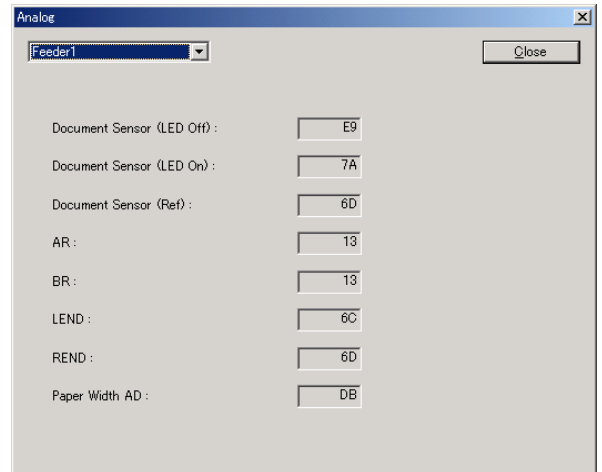 Analog
Feeder1
Close
Document Sensor (LED Off) : E9
Document Sensor (LED On) : 7A
Document Sensor (Ref) : 6D
AR : 13
BR : 13
LEND : 6C
REND : 6D
Paper Width AD : DB